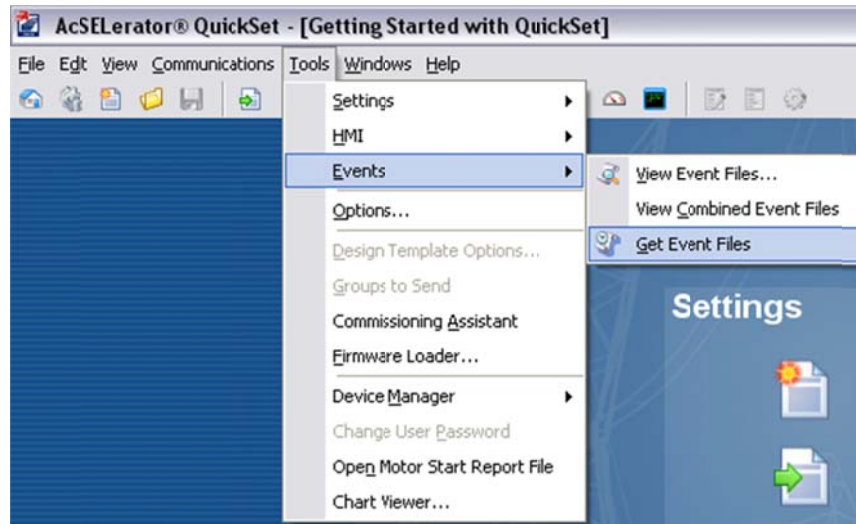 AcSELerator® QuickSet - [Getting Started with QuickSet]
File Edit View Communications Tools Windows Help
Settings
HMI
Events
Options...
Design Template Options...
Groups to Send
Commissioning Assistant
Firmware Loader...
Device Manager
Change User Password
Open Motor Start Report File
Chart Viewer...
View Event Files...
View Combined Event Files
Get Event Files
Settings